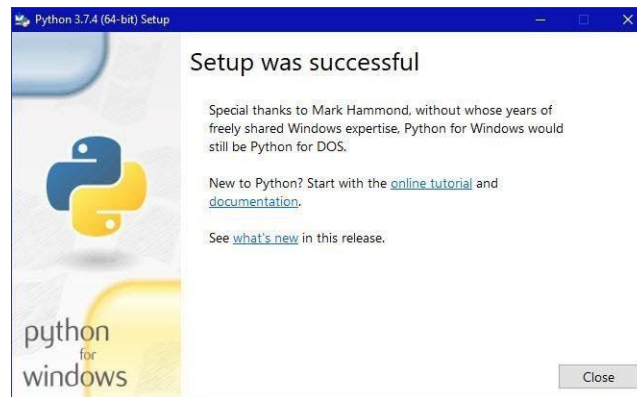 Python 3.7.4 (64-bit) Setup
Setup was successful
Special thanks to Mark Hammond, without whose years of
freely shared Windows expertise, Python for Windows would
still be Python for DOS.
New to Python? Start with the online tutorial and
documentation.
See what's new in this release.
python
for
windows
Close